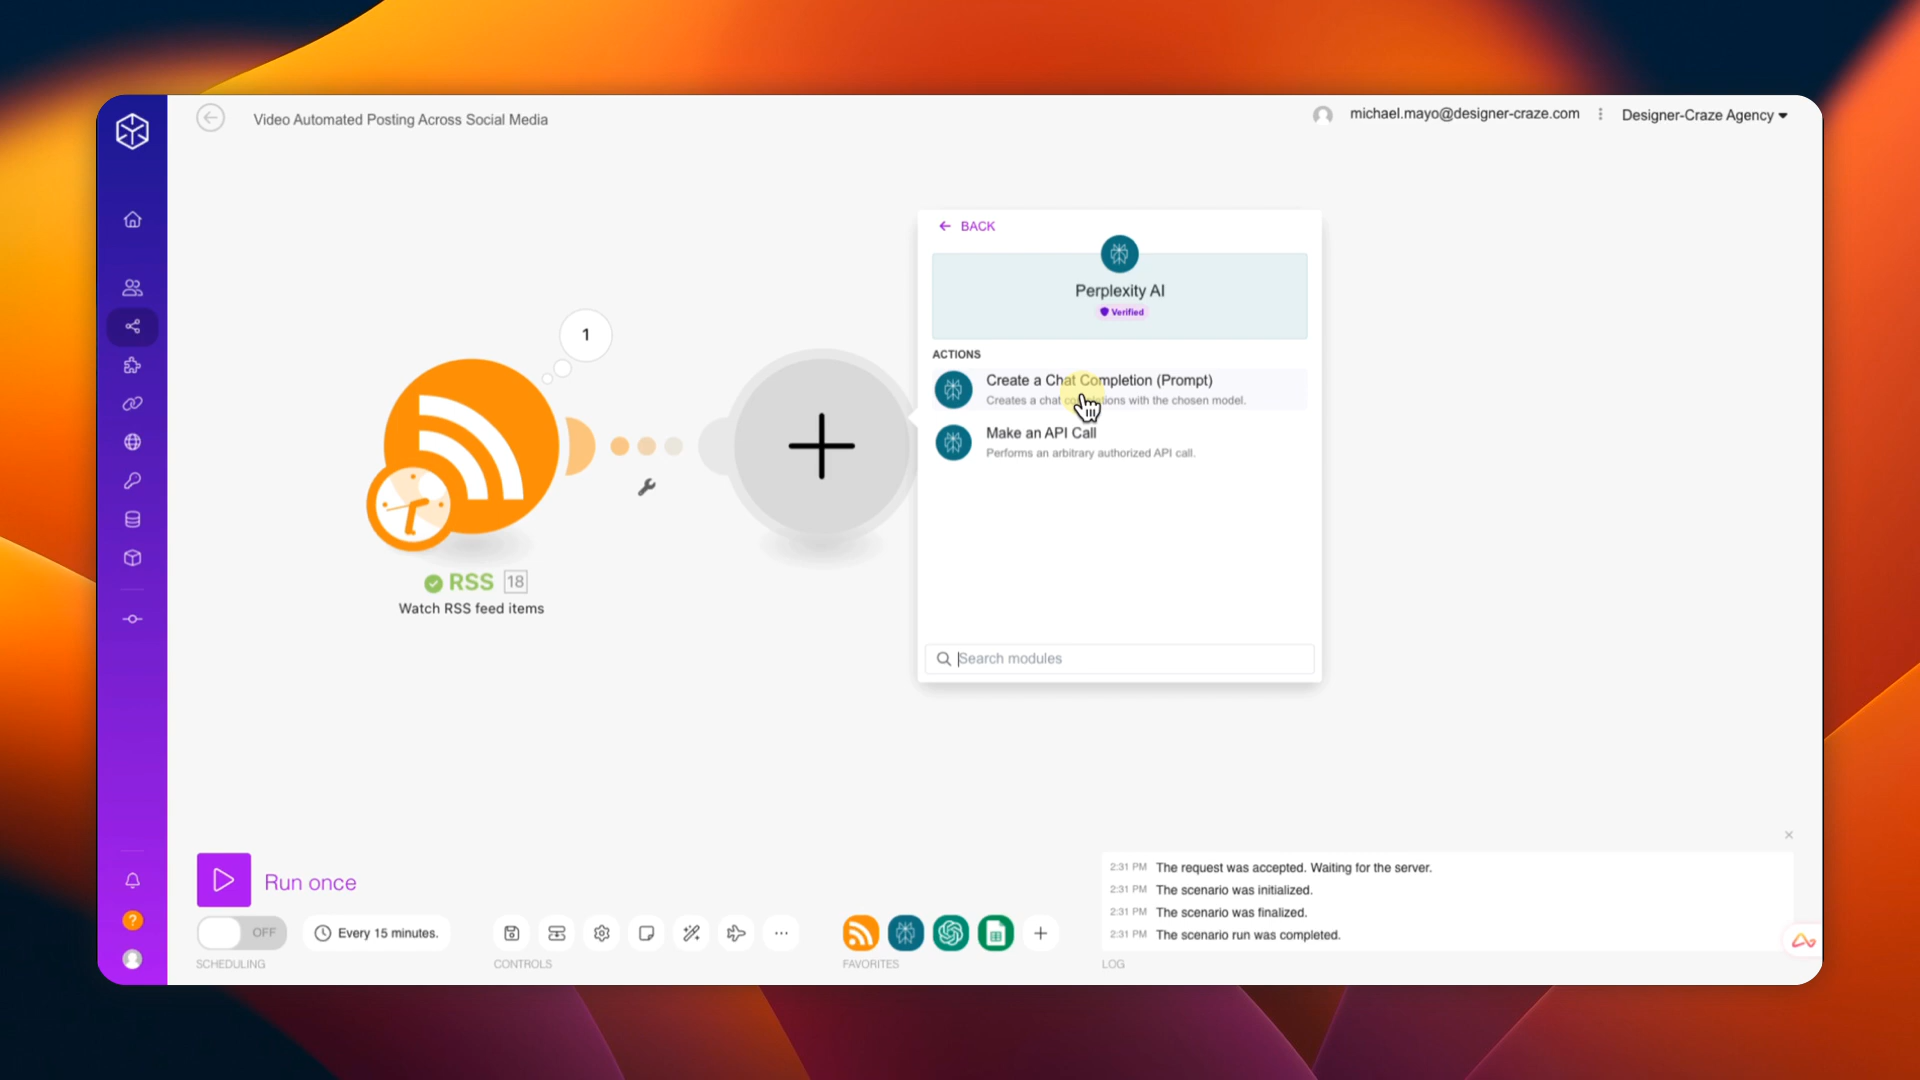 Video Automated Posting Across Social Media
michael.mayo@designer-craze.com
Designer-Craze Agency
BACK
Perplexity AI
Verified
ACTIONS
Create a Chat Completion (Prompt)
Creates a chat completions with the chosen model.
Make an API Call
Performs an arbitrary authorized API call.
Search modules
1
RSS 18
Watch RSS feed items
Run once
OFF
Every 15 minutes.
SCHEDULING
CONTROLS
FAVORITES
?
2:31 PM The request was accepted. Waiting for the server.
2:31 PM The scenario was initialized.
2:31 PM The scenario was finalized.
2:31 PM The scenario run was completed.
LOG